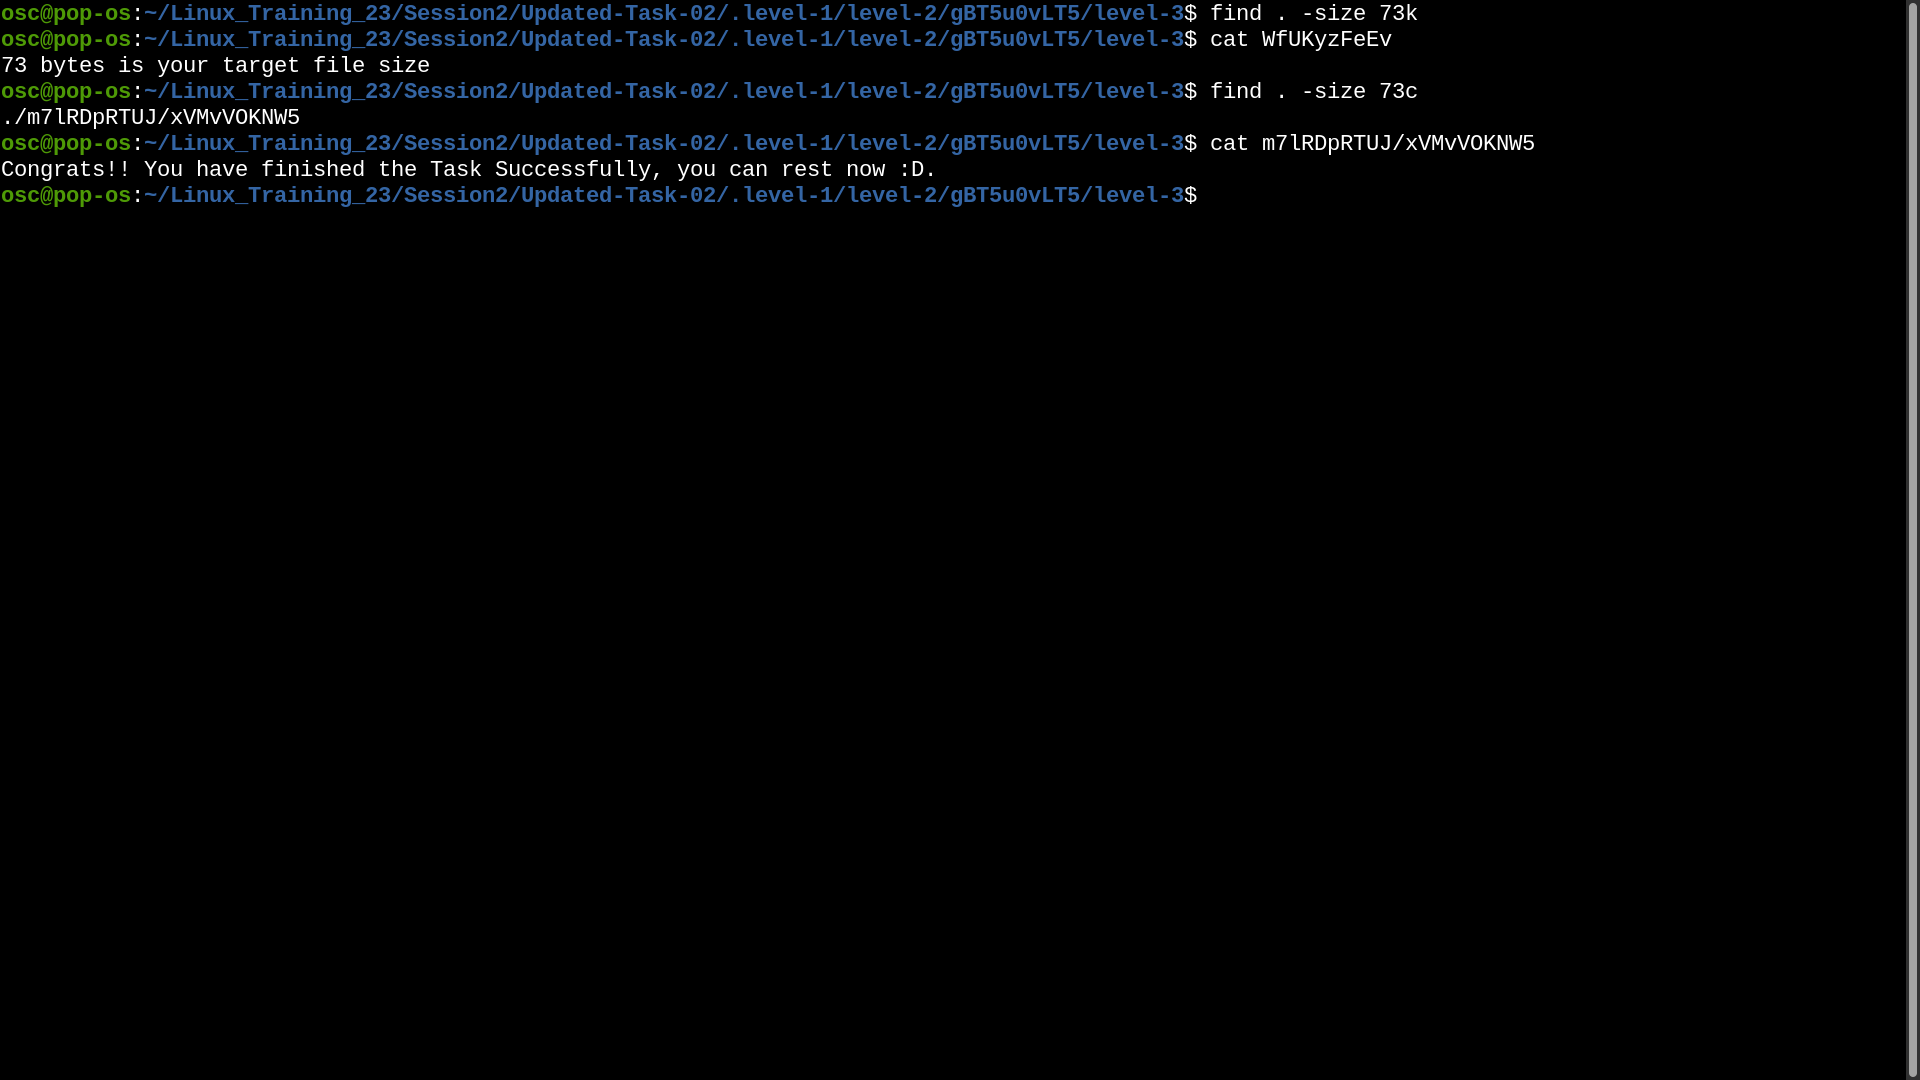 osc@pop-os:~/Linux_Training_23/Session2/Updated-Task-02/.level-1/level-2/gBT5u0vLT5/level-3$ find . -size 73k
osc@pop-os:~/Linux_Training_23/Session2/Updated-Task-02/.level-1/level-2/gBT5u0vLT5/level-3$ cat WfUKyzFeEv
73 bytes is your target file size
osc@pop-os:~/Linux_Training_23/Session2/Updated-Task-02/.level-1/level-2/gBT5u0vLT5/level-3$ find . -size 73c
./m7lRDpRTUJ/xVMvVOKNW5
osc@pop-os:~/Linux_Training_23/Session2/Updated-Task-02/.level-1/level-2/gBT5u0vLT5/level-3$ cat m7lRDpRTUJ/xVMvVOKNW5
Congrats!! You have finished the Task Successfully, you can rest now :D.
osc@pop-os:~/Linux_Training_23/Session2/Updated-Task-02/.level-1/level-2/gBT5u0vLT5/level-3$